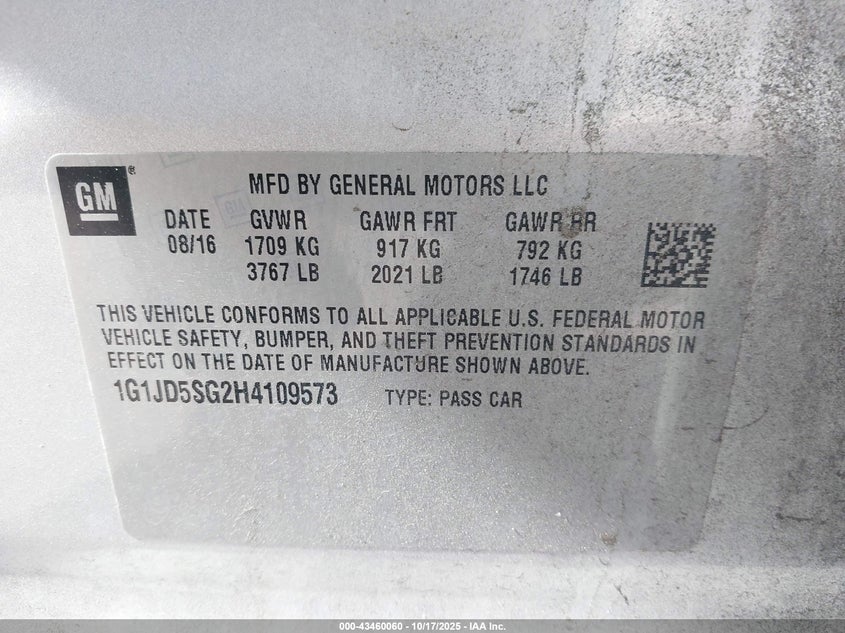 GM®
MFD BY GENERAL MOTORS LLC
DATE GVWR GAWR FRT GAWR RR
08/16 1709 KG 917 KG 792 KG
3767 LB 2021 LB 1746 LB
THIS VEHICLE CONFORMS TO ALL APPLICABLE U.S. FEDERAL MOTOR
VEHICLE SAFETY, BUMPER, AND THEFT PREVENTION STANDARDS IN
EFFECT ON THE DATE OF MANUFACTURE SHOWN ABOVE.
1G1JD5SG2H4109573 TYPE: PASS CAR
000-43460060 - 10/17/2025 - IAA Inc.